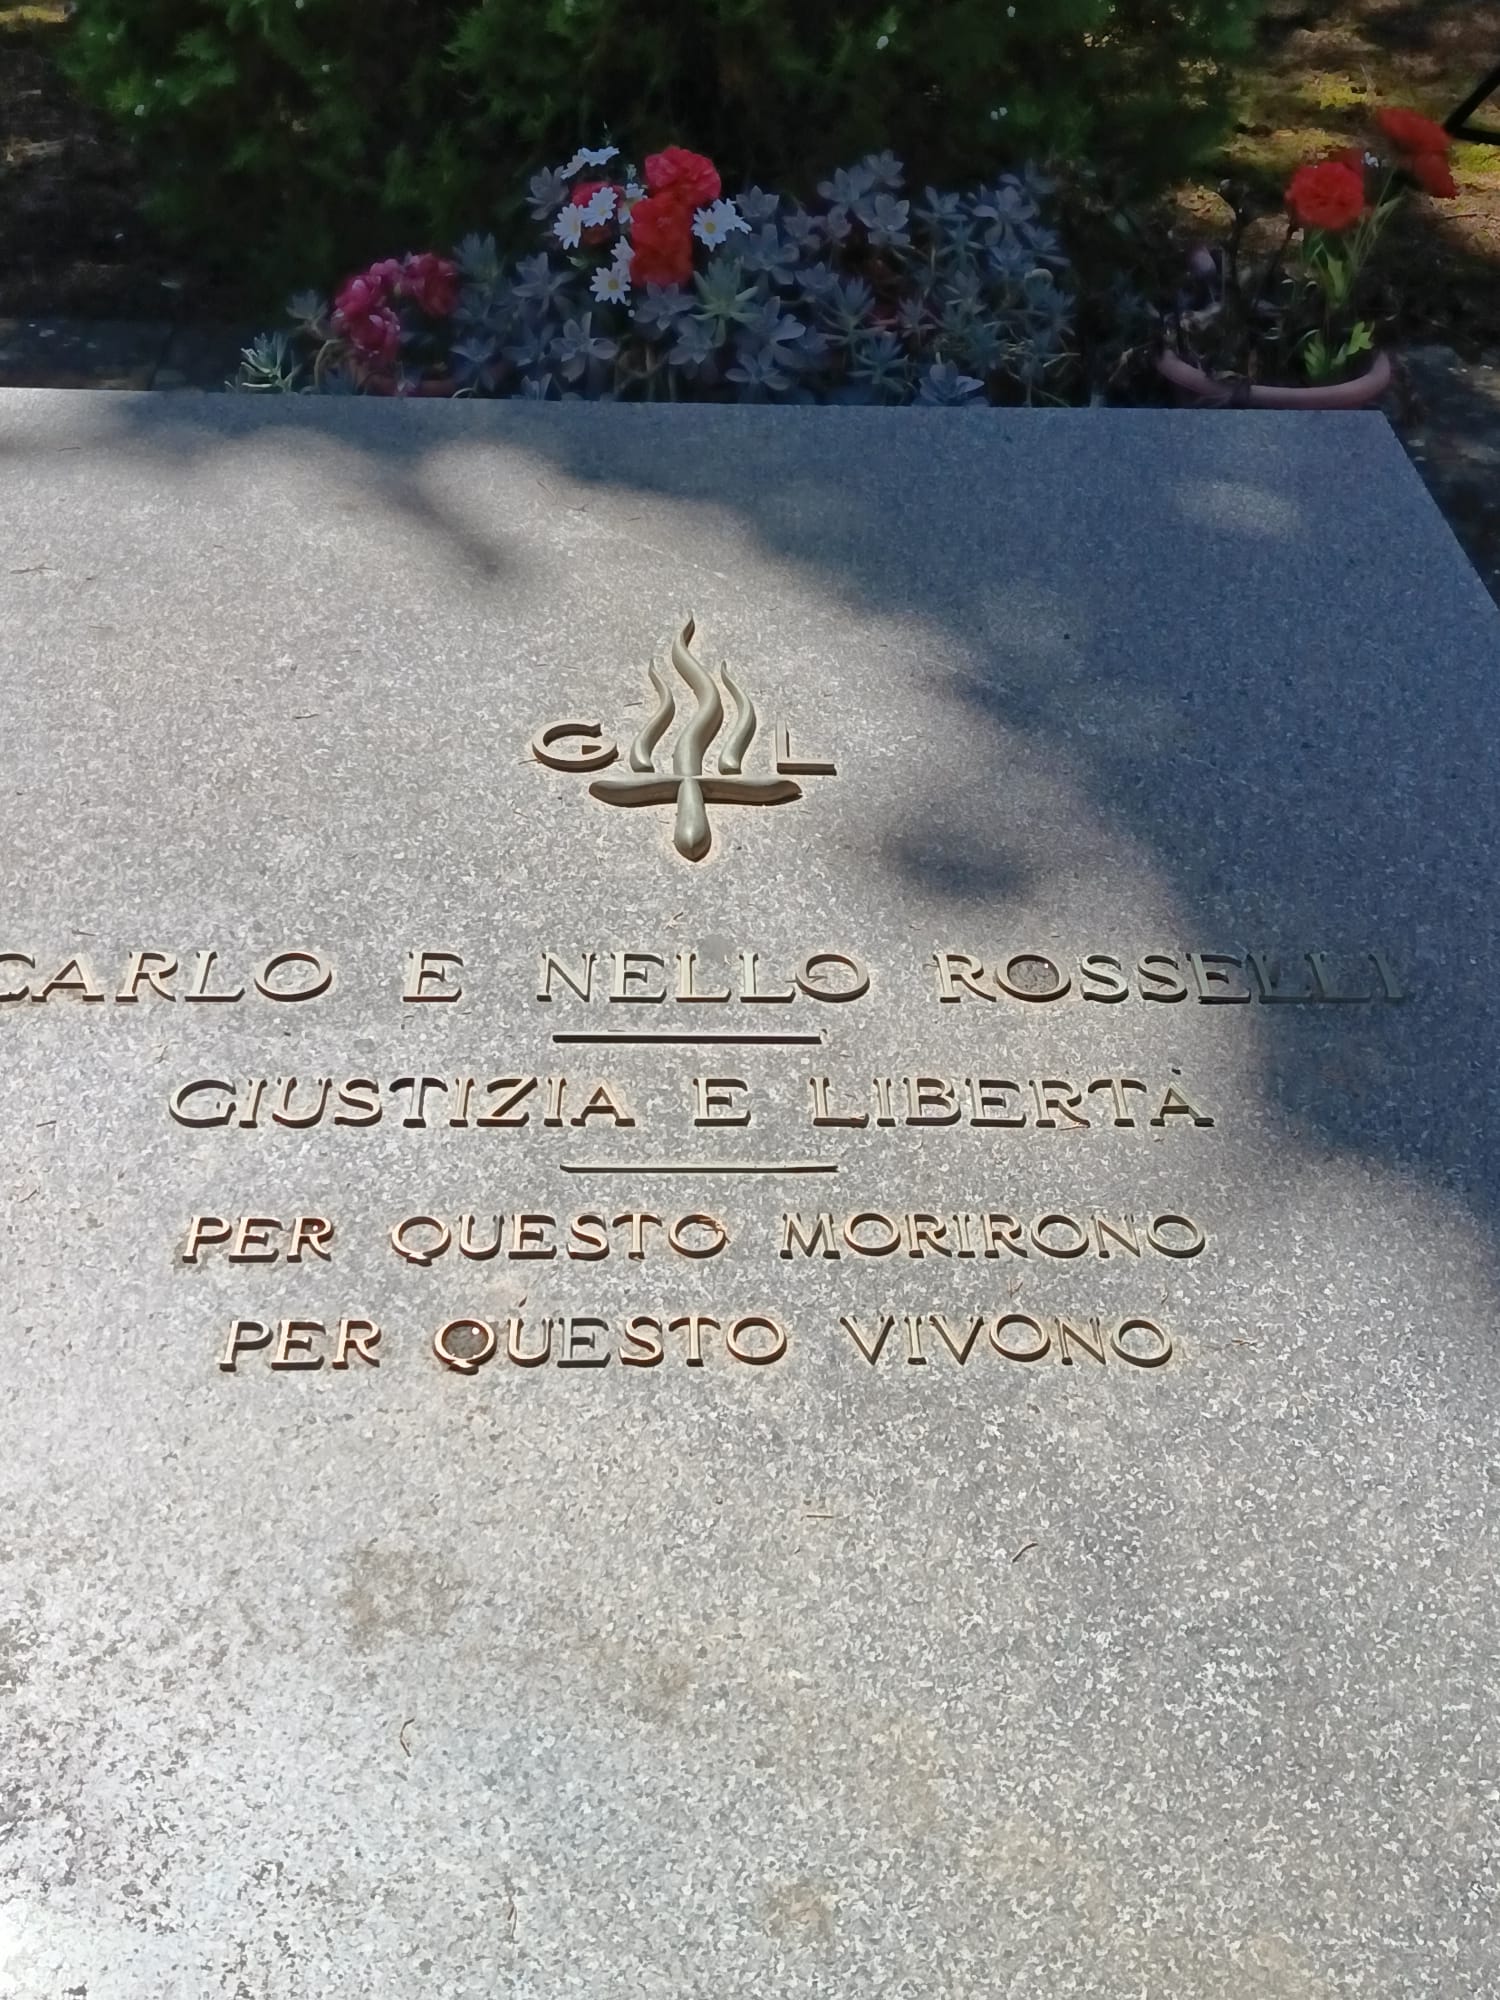 G L
CARLO E NELLO ROSSELLI
GIUSTIZIA E LIBERTÀ
PER QUESTO MORIRONO
PER QUESTO VIVONO